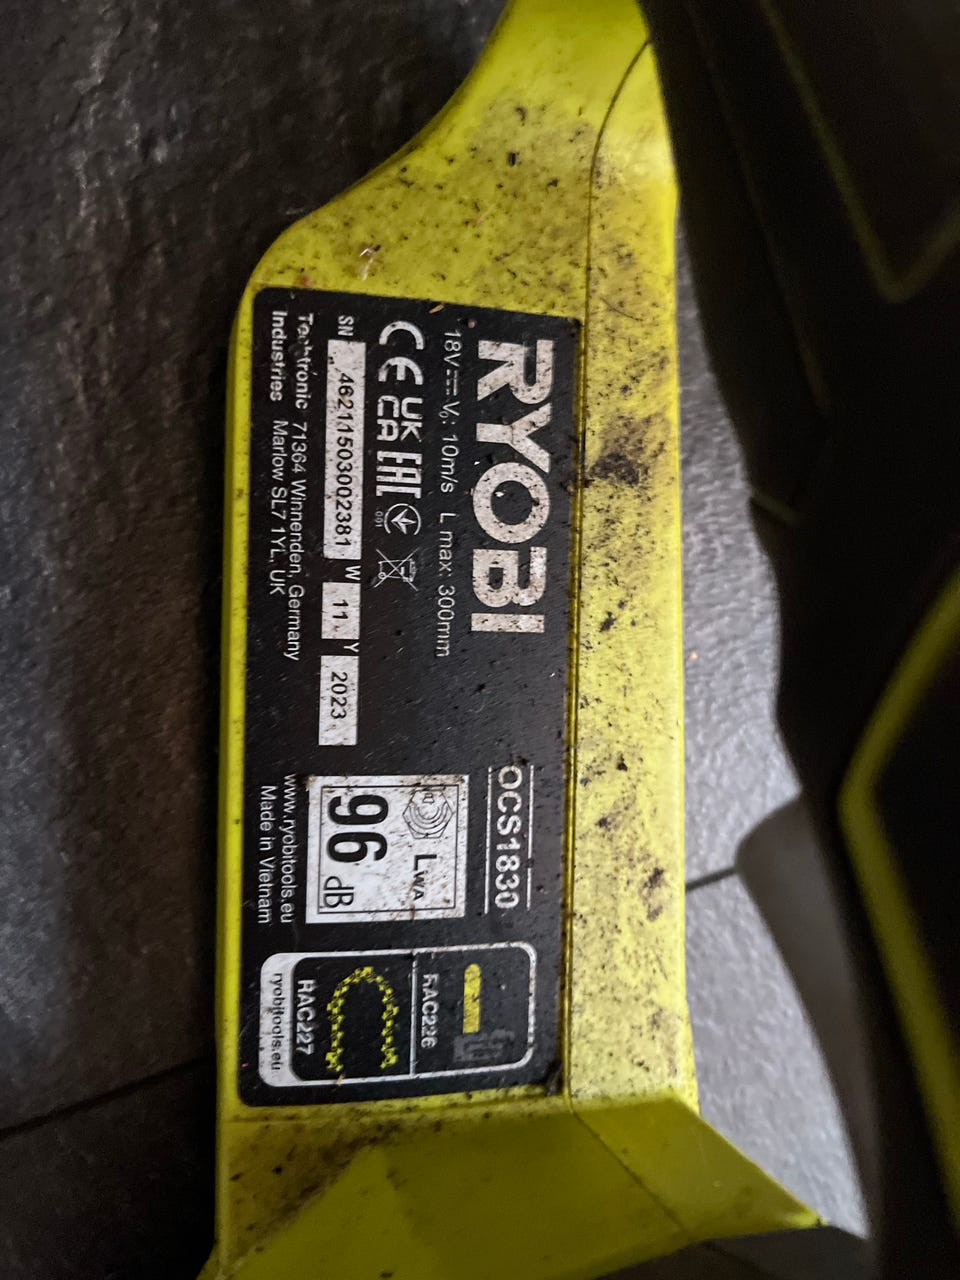 RYOBI
18V V₀: 10m/s L max: 300mm
CE UK CA EAC 001
SN 46211503002381 W 11 Y 2023
Techtronic Industries
71364 Winnenden, Germany
Marlow SL7 1YL, UK
OCS1830
LWA
96 dB
www.ryobitools.eu
Made in Vietnam
RAC226
RAC227
ryobitools.eu